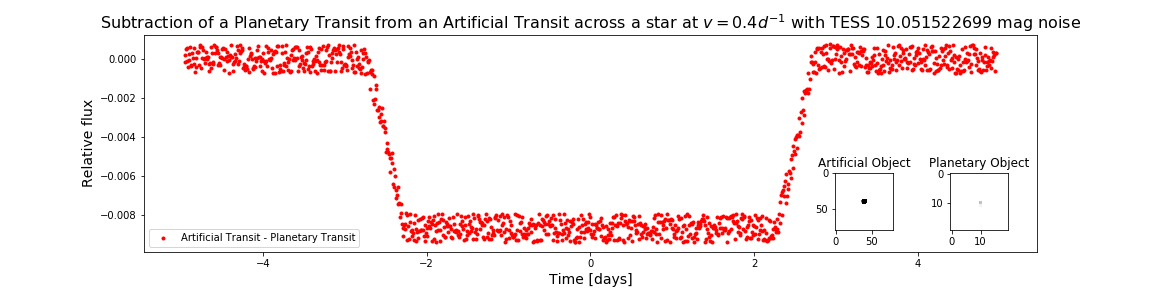 Subtraction of a Planetary Transit from an Artificial Transit across a star at v = 0.4d⁻¹ with TESS 10.051522699 mag noise
Relative flux
0.000
−0.002
−0.004
−0.006
−0.008
Artificial Transit - Planetary Transit
Artificial Object
0
50
0 50
Planetary Object
0
10
0 10
−4 −2 0 2 4
Time [days]